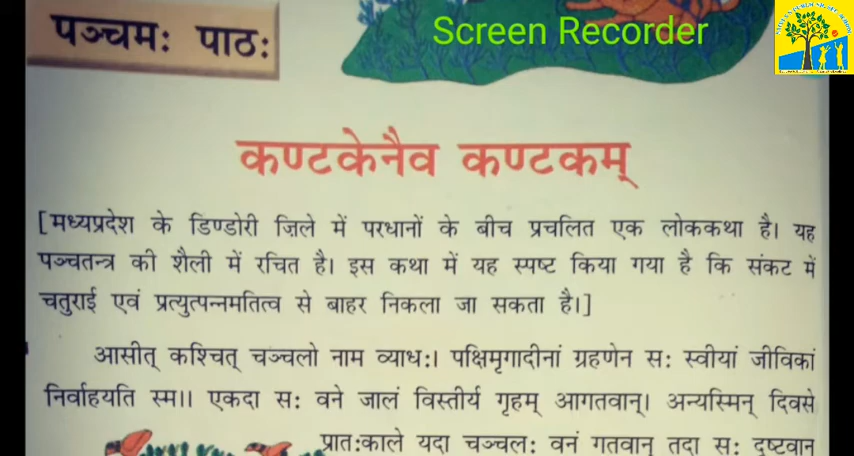 पञ्चमः पाठः
Screen Recorder
कण्टकेनैव कण्टकम्
[मध्यप्रदेश के डिण्डोरी ज़िले में परधानों के बीच प्रचलित एक लोककथा है। यह
पञ्चतन्त्र की शैली में रचित है। इस कथा में यह स्पष्ट किया गया है कि संकट में
चतुराई एवं प्रत्युत्पन्नमतित्व से बाहर निकला जा सकता है।]
आसीत् कश्चित् चञ्चलो नाम व्याधः। पक्षिमृगादीनां ग्रहणेन सः स्वीयां जीविकां
निर्वाहयति स्म।। एकदा सः वने जालं विस्तीर्य गृहम् आगतवान्। अन्यस्मिन् दिवसे
प्रातःकाले यदा चञ्चलः वनं गतवान् तदा सः दृष्टवान्